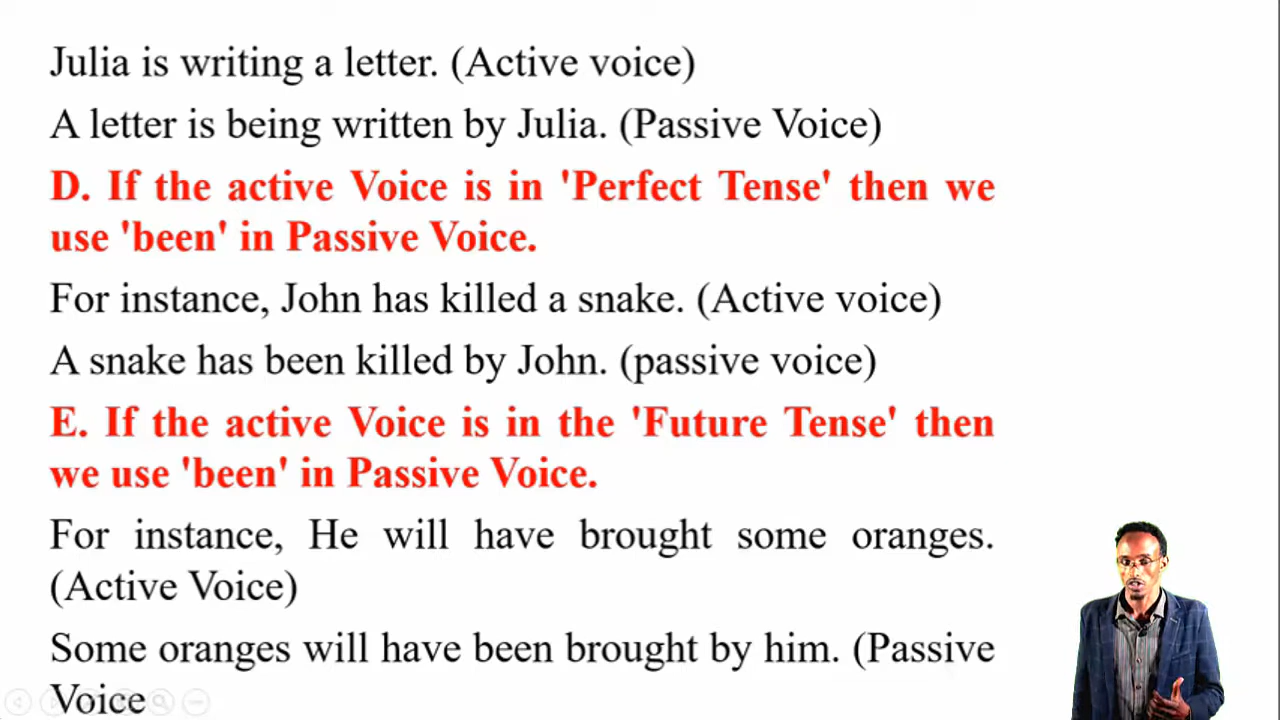 Julia is writing a letter. (Active voice)
A letter is being written by Julia. (Passive Voice)
D. If the active Voice is in 'Perfect Tense' then we
use 'been' in Passive Voice.
For instance, John has killed a snake. (Active voice)
A snake has been killed by John. (passive voice)
E. If the active Voice is in the 'Future Tense' then
we use 'been' in Passive Voice.
For instance, He will have brought some oranges.
(Active Voice)
Some oranges will have been brought by him. (Passive
Voice